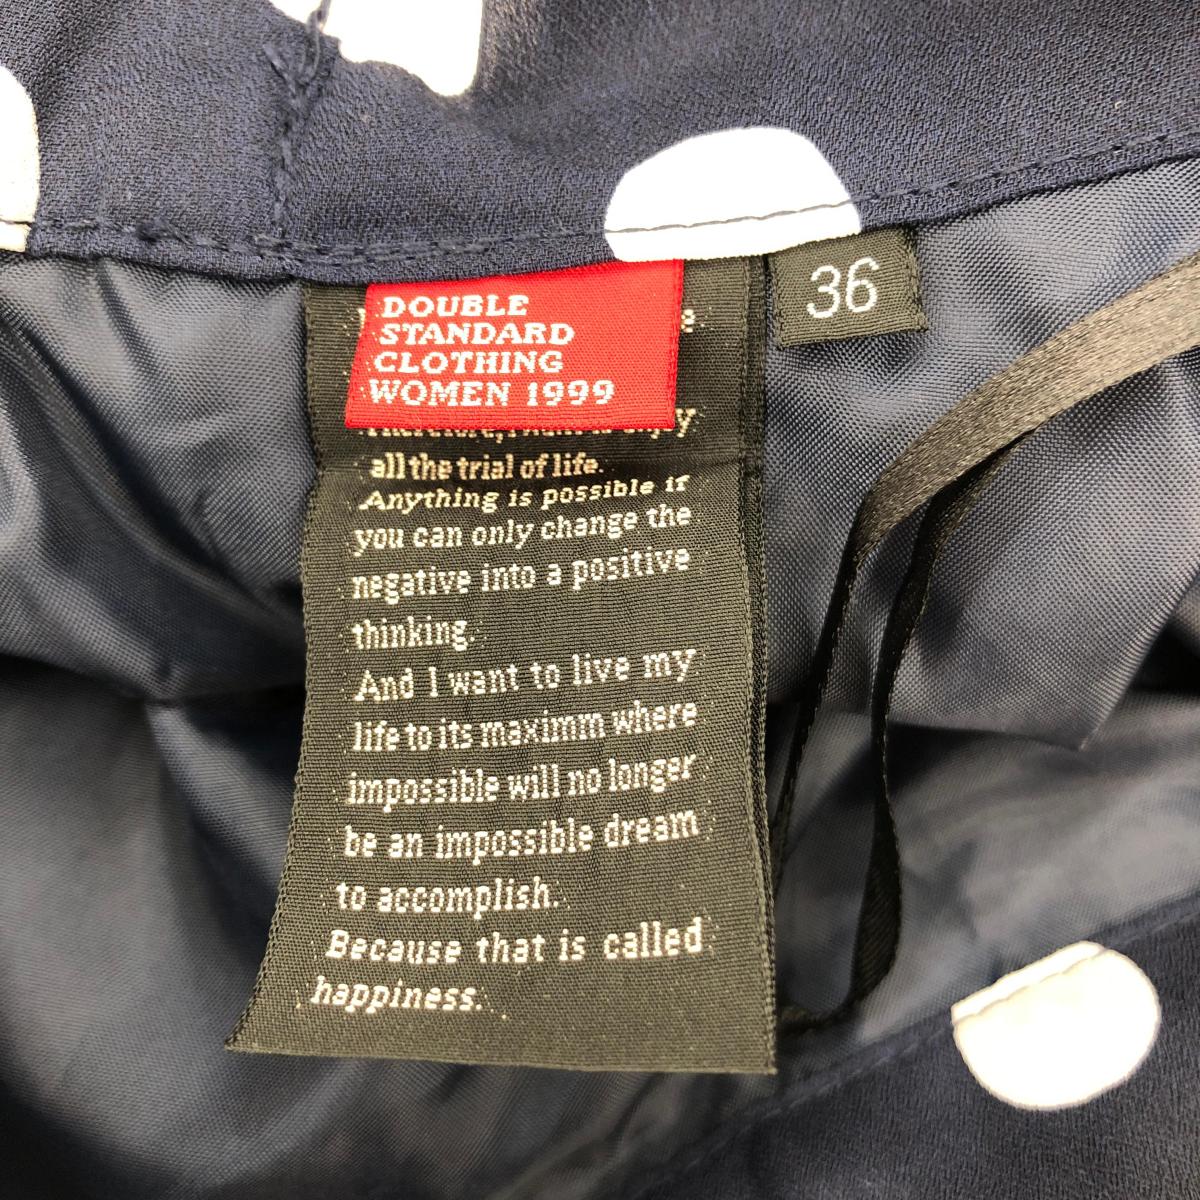 DOUBLE
STANDARD
CLOTHING
WOMEN 1999
36
all the trial of life.
Anything is possible if
you can only change the
negative into a positive
thinking.
And I want to live my
life to its maximm where
impossible will no longer
be an impossible dream
to accomplish.
Because that is called
happiness.